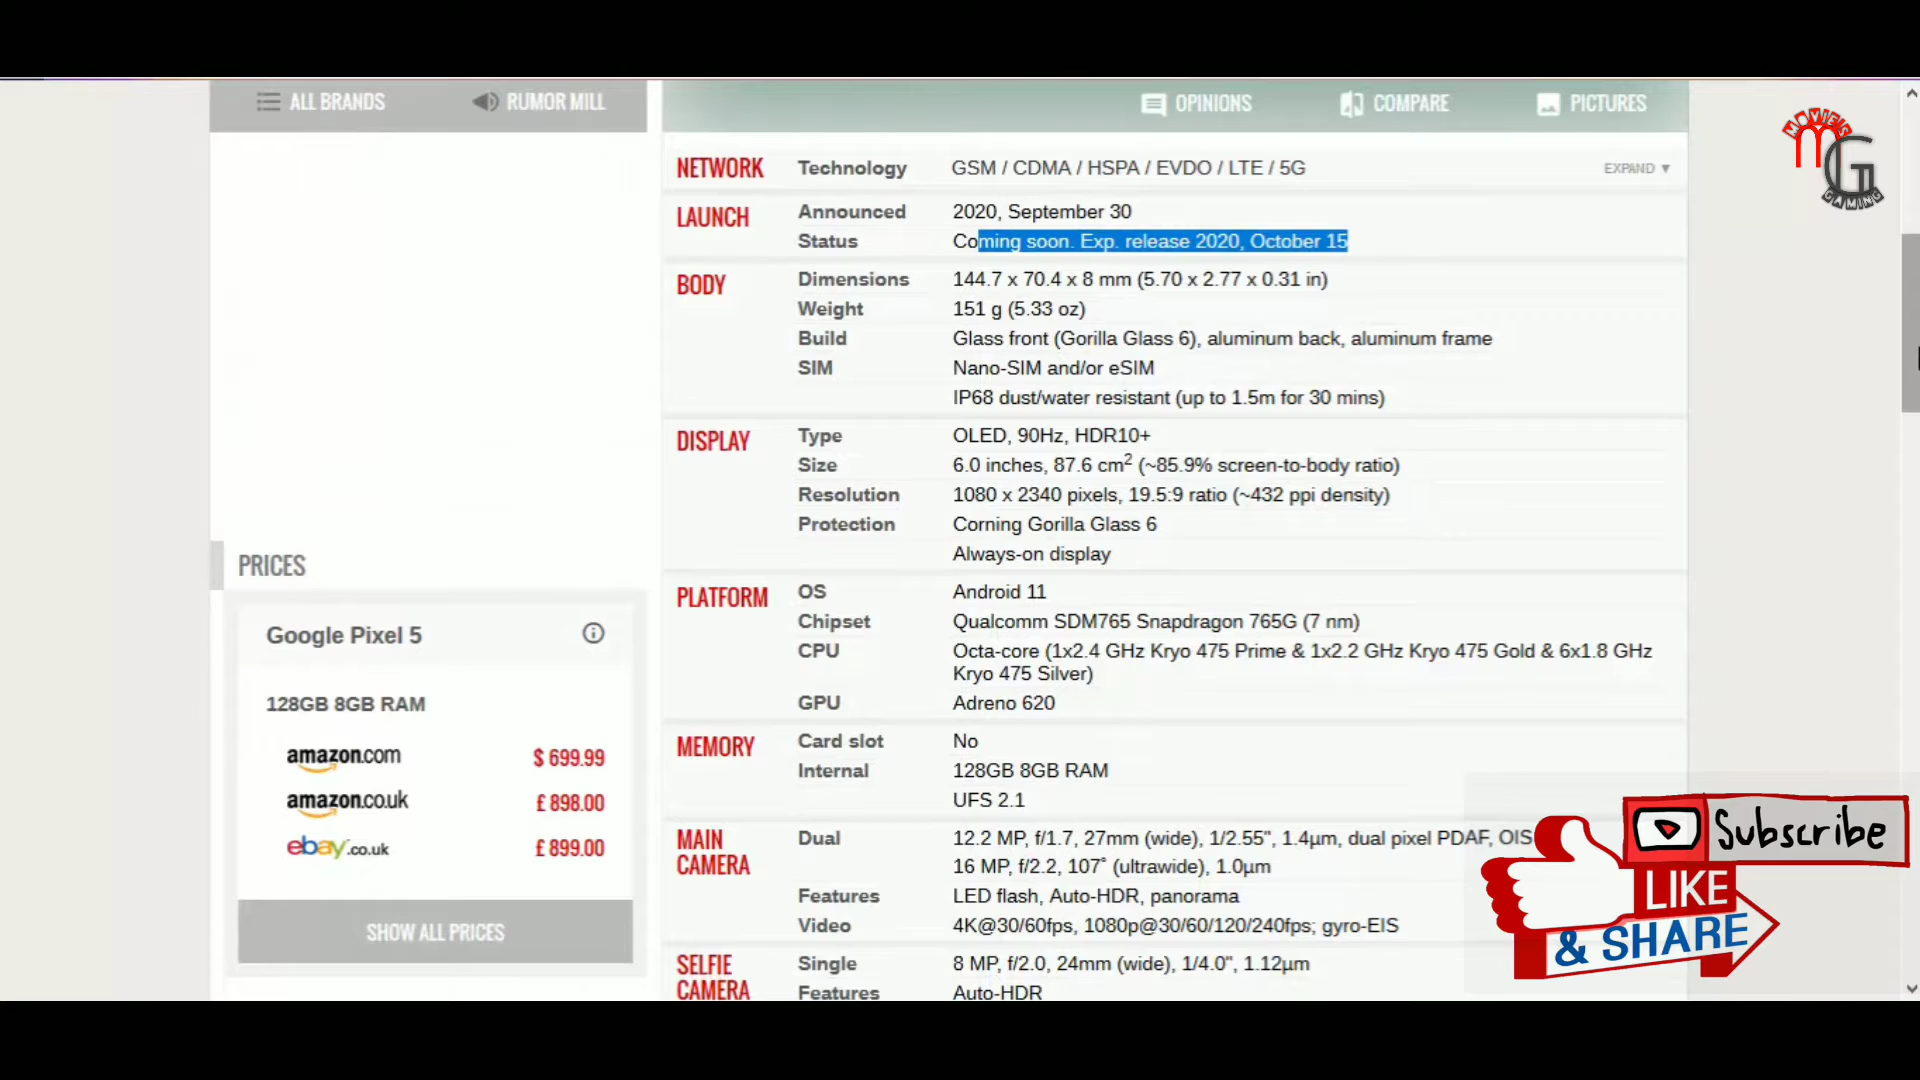 ALL BRANDS
RUMOR MILL
OPINIONS
COMPARE
PICTURES
MOVIES
MG
GAMING
NETWORK Technology GSM / CDMA / HSPA / EVDO / LTE / 5G EXPAND ▼
LAUNCH Announced 2020, September 30
Status Coming soon. Exp. release 2020, October 15
BODY Dimensions 144.7 x 70.4 x 8 mm (5.70 x 2.77 x 0.31 in)
Weight 151 g (5.33 oz)
Build Glass front (Gorilla Glass 6), aluminum back, aluminum frame
SIM Nano-SIM and/or eSIM
IP68 dust/water resistant (up to 1.5m for 30 mins)
DISPLAY Type OLED, 90Hz, HDR10+
Size 6.0 inches, 87.6 cm² (~85.9% screen-to-body ratio)
Resolution 1080 x 2340 pixels, 19.5:9 ratio (~432 ppi density)
Protection Corning Gorilla Glass 6
Always-on display
PLATFORM OS Android 11
Chipset Qualcomm SDM765 Snapdragon 765G (7 nm)
CPU Octa-core (1x2.4 GHz Kryo 475 Prime & 1x2.2 GHz Kryo 475 Gold & 6x1.8 GHz
Kryo 475 Silver)
GPU Adreno 620
MEMORY Card slot No
Internal 128GB 8GB RAM
UFS 2.1
MAIN CAMERA Dual 12.2 MP, f/1.7, 27mm (wide), 1/2.55", 1.4µm, dual pixel PDAF, OIS
16 MP, f/2.2, 107˚ (ultrawide), 1.0µm
Features LED flash, Auto-HDR, panorama
Video 4K@30/60fps, 1080p@30/60/120/240fps; gyro-EIS
SELFIE CAMERA Single 8 MP, f/2.0, 24mm (wide), 1/4.0", 1.12µm
Features Auto-HDR
PRICES
Google Pixel 5
128GB 8GB RAM
amazon.com $ 699.99
amazon.co.uk £ 898.00
ebay.co.uk £ 899.00
SHOW ALL PRICES
Subscribe
LIKE
& SHARE